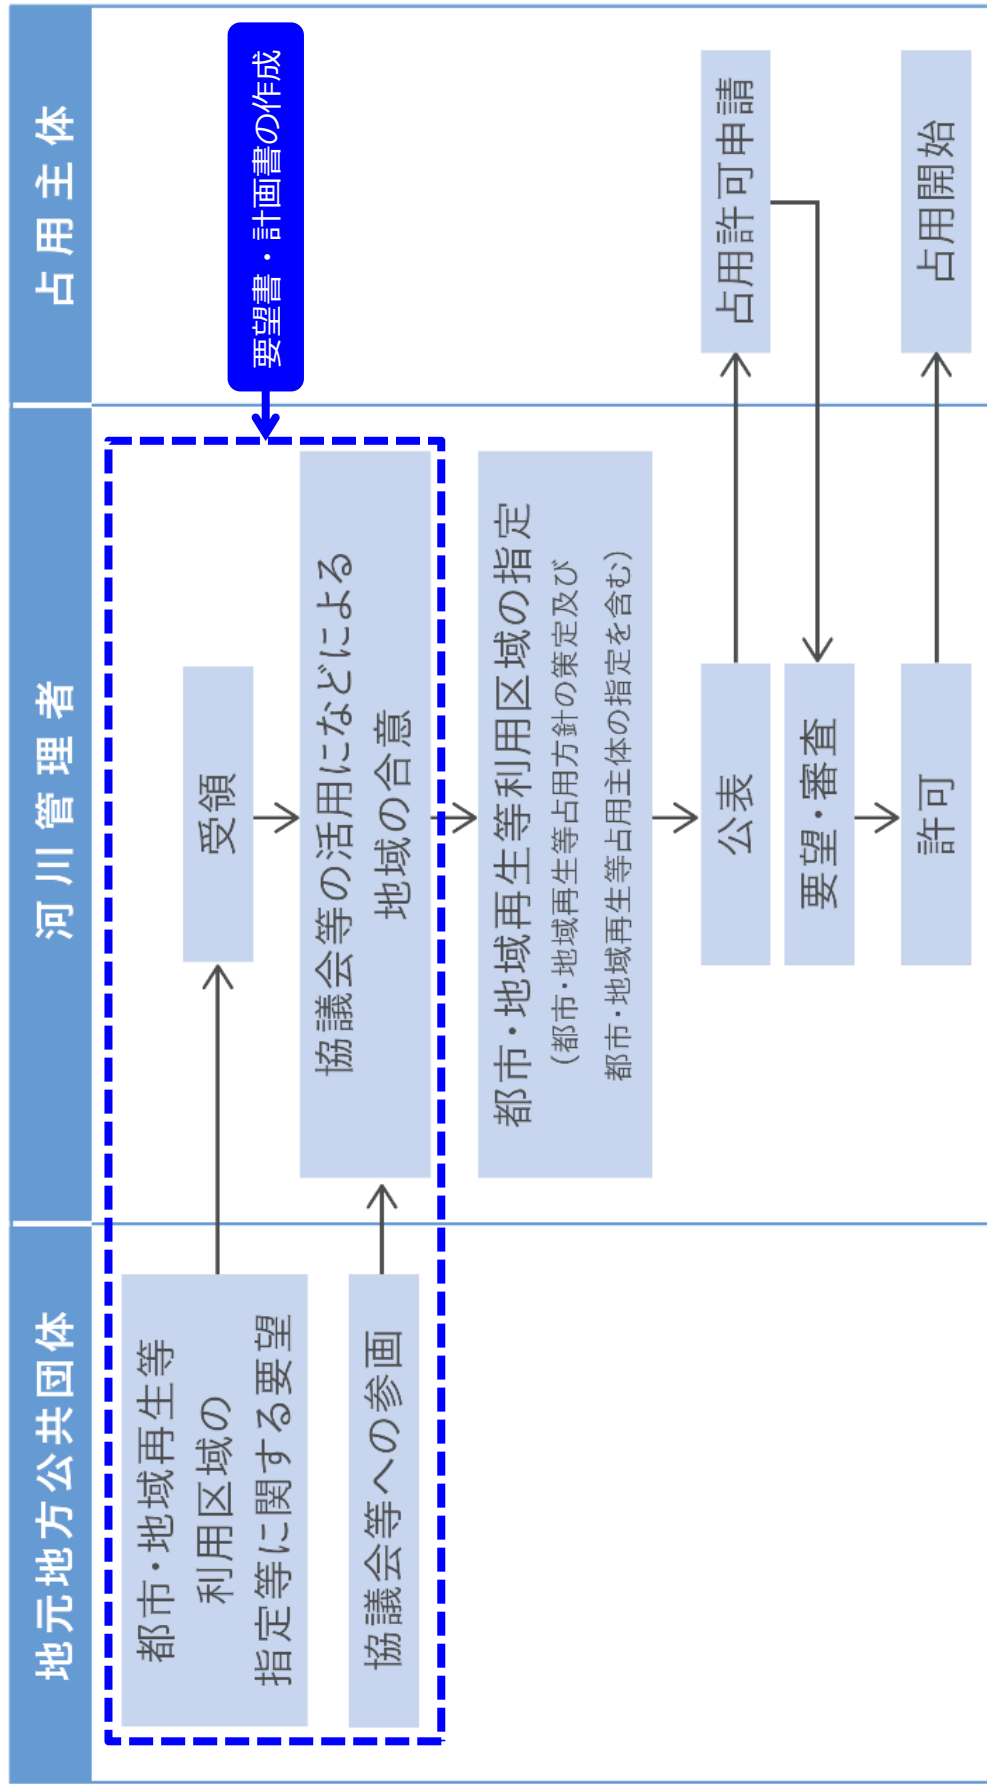 地元地方公共団体
河川管理者
占用主体
都市・地域再生等
利用区域の
指定等に関する要望
受領
要望書・計画書の作成
協議会等への参画
協議会等の活用になどによる
地域の合意
都市・地域再生等利用区域の指定
(都市・地域再生等占用方針の策定及び
都市・地域再生等占用主体の指定を含む)
公表
占用許可申請
要望・審査
許可
占用開始